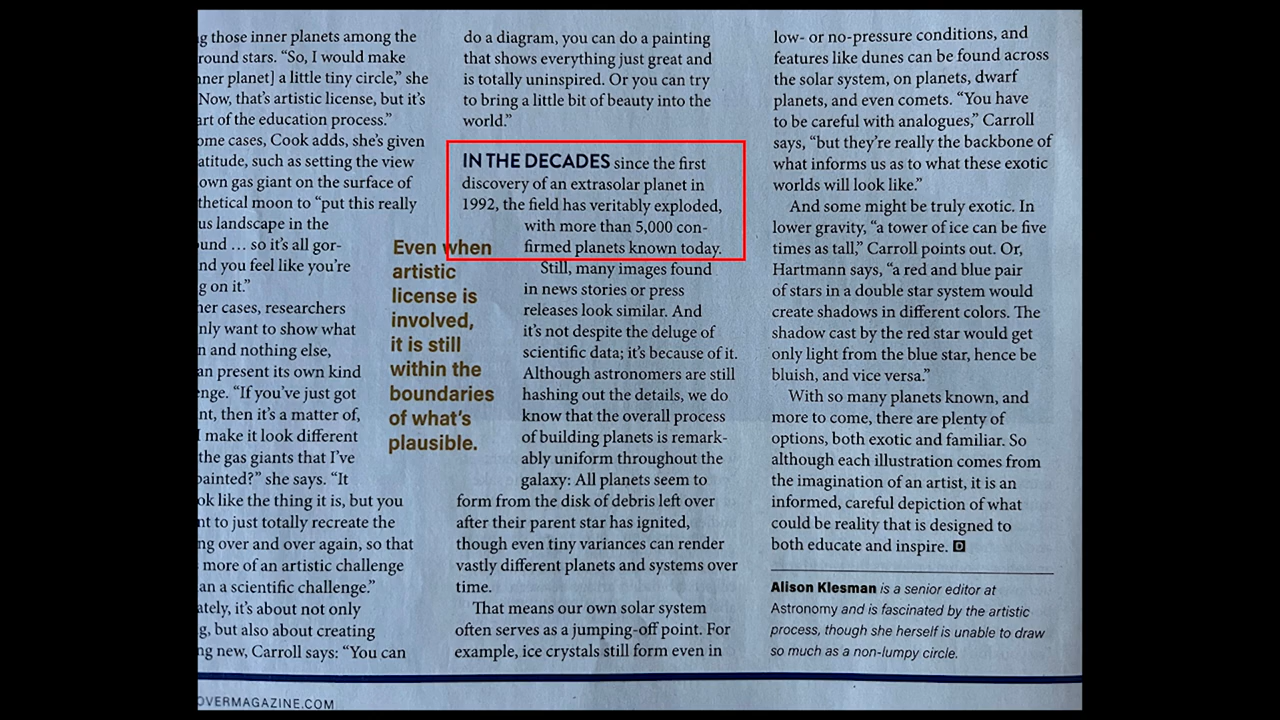 g those inner planets among the
round stars. “So, I would make
nner planet] a little tiny circle,” she
Now, that’s artistic license, but it’s
art of the education process.”
ome cases, Cook adds, she’s given
atitude, such as setting the view
own gas giant on the surface of
thetical moon to “put this really
us landscape in the
und … so it’s all gor-
nd you feel like you’re
g on it.”
her cases, researchers
nly want to show what
n and nothing else,
an present its own kind
enge. “If you’ve just got
nt, then it’s a matter of,
I make it look different
the gas giants that I’ve
painted?” she says. “It
ok like the thing it is, but you
nt to just totally recreate the
ng over and over again, so that
more of an artistic challenge
an a scientific challenge.”
ately, it’s about not only
g, but also about creating
ng new, Carroll says: “You can
Even when
artistic
license is
involved,
it is still
within the
boundaries
of what’s
plausible.
do a diagram, you can do a painting
that shows everything just great and
is totally uninspired. Or you can try
to bring a little bit of beauty into the
world.”
IN THE DECADES since the first
discovery of an extrasolar planet in
1992, the field has veritably exploded,
with more than 5,000 con-
firmed planets known today.
Still, many images found
in news stories or press
releases look similar. And
it’s not despite the deluge of
scientific data; it’s because of it.
Although astronomers are still
hashing out the details, we do
know that the overall process
of building planets is remark-
ably uniform throughout the
galaxy: All planets seem to
form from the disk of debris left over
after their parent star has ignited,
though even tiny variances can render
vastly different planets and systems over
time.
That means our own solar system
often serves as a jumping-off point. For
example, ice crystals still form even in
low- or no-pressure conditions, and
features like dunes can be found across
the solar system, on planets, dwarf
planets, and even comets. “You have
to be careful with analogues,” Carroll
says, “but they’re really the backbone of
what informs us as to what these exotic
worlds will look like.”
And some might be truly exotic. In
lower gravity, “a tower of ice can be five
times as tall,” Carroll points out. Or,
Hartmann says, “a red and blue pair
of stars in a double star system would
create shadows in different colors. The
shadow cast by the red star would get
only light from the blue star, hence be
bluish, and vice versa.”
With so many planets known, and
more to come, there are plenty of
options, both exotic and familiar. So
although each illustration comes from
the imagination of an artist, it is an
informed, careful depiction of what
could be reality that is designed to
both educate and inspire. D
Alison Klesman is a senior editor at
Astronomy and is fascinated by the artistic
process, though she herself is unable to draw
so much as a non-lumpy circle.
OVERMAGAZINE.COM